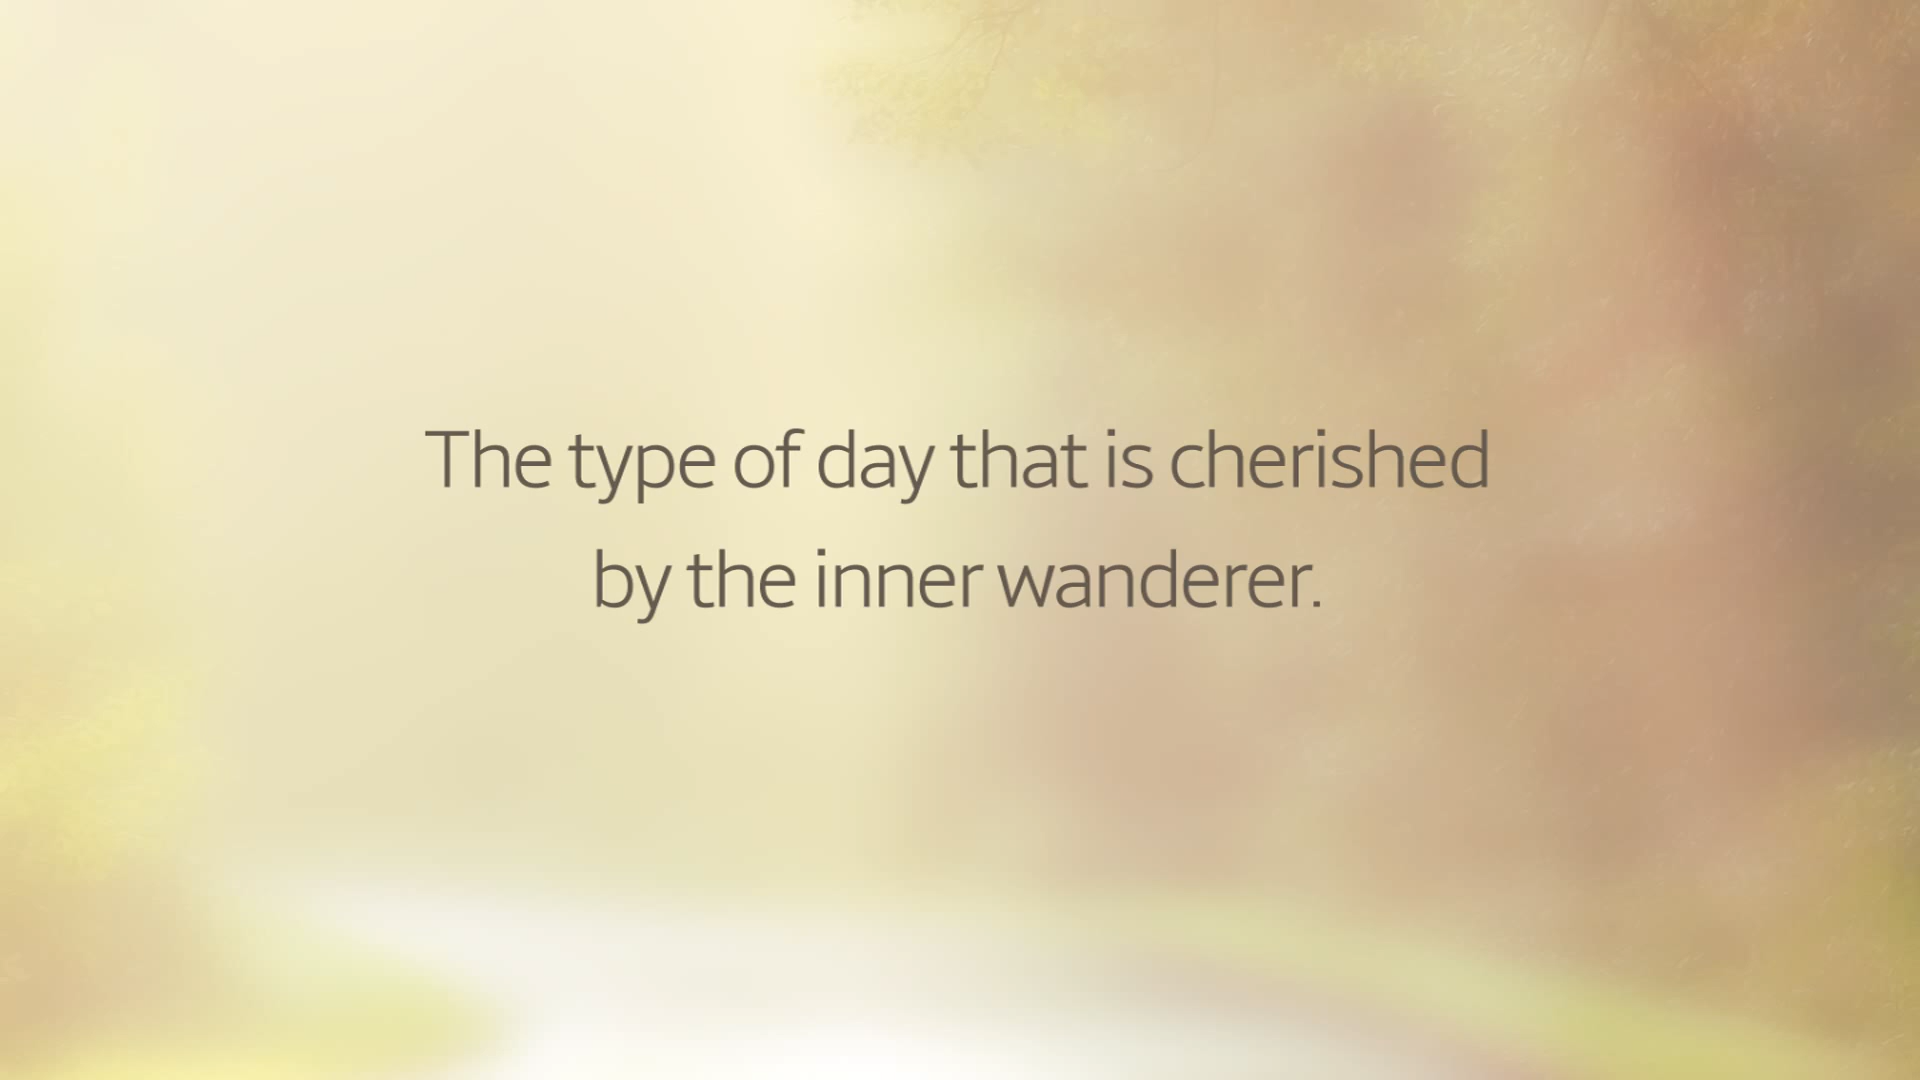 The type of day that is cherished
by the inner wanderer.